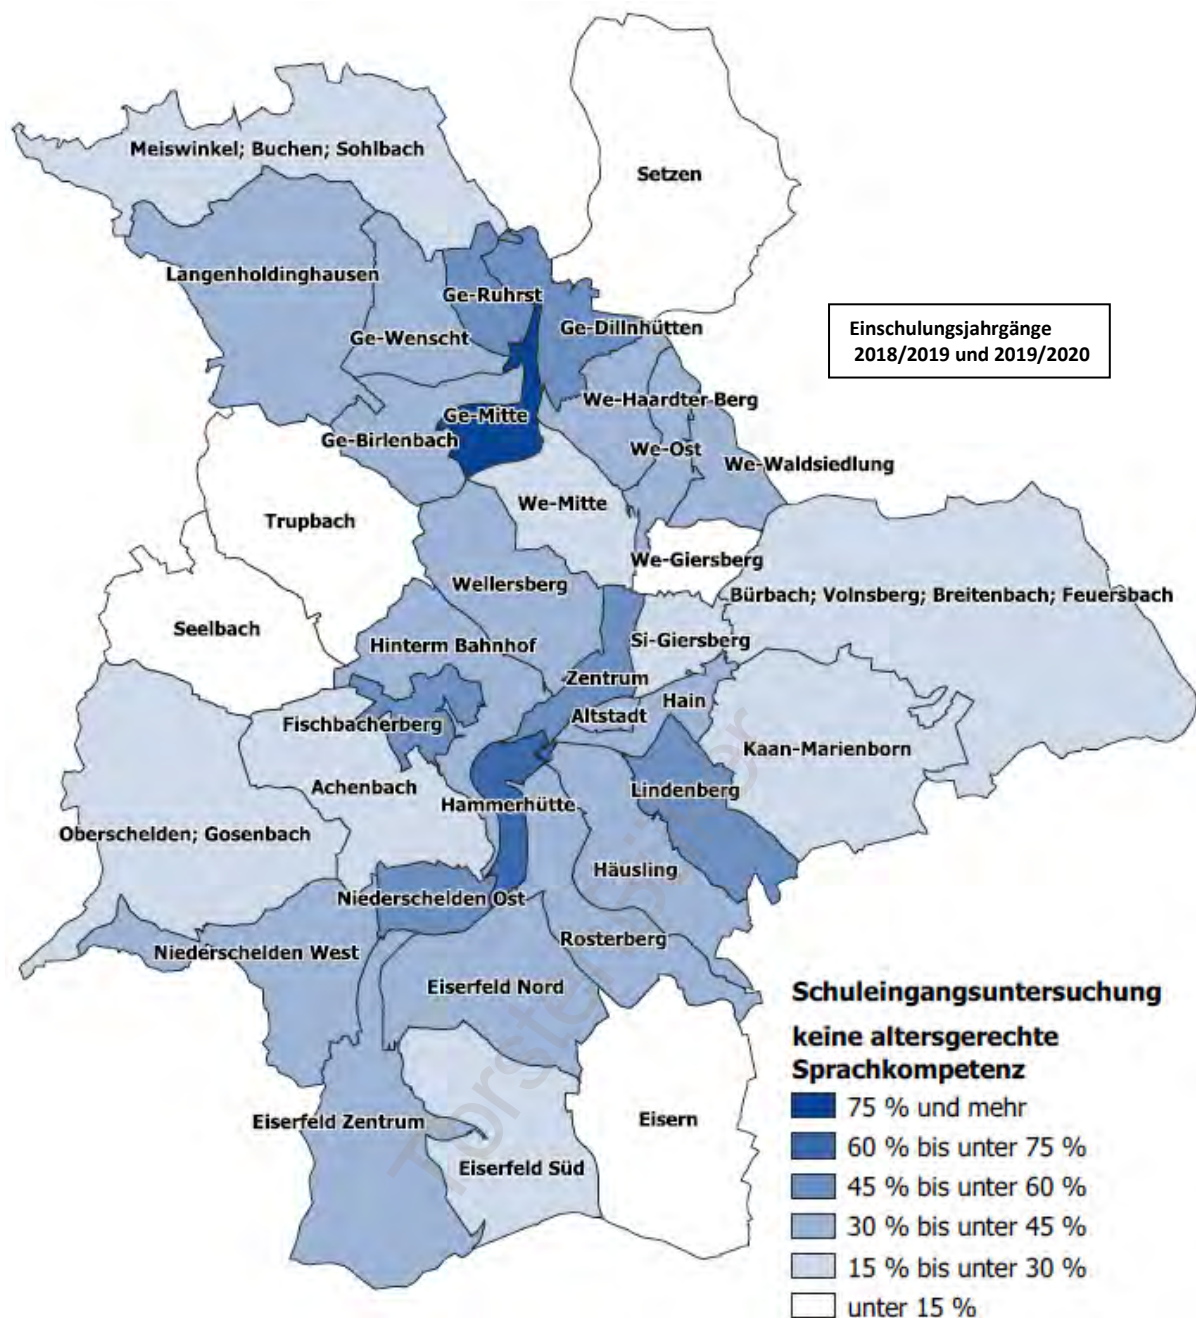 Setzen
Meiswinkel; Buchen; Sohlbach
Langenholdinghausen
Ge-Ruhrst
Ge-Dillnhütten
Ge-Wenscht
Einschulungsjahrgänge
2018/2019 und 2019/2020
We-Haardter-Berg
Ge-Mitte
Ge-Birlenbach
We-Ost
We-Waldsiedlung
We-Mitte
Trupbach
We-Giersberg
Wellersberg
Bürbach; Volnsberg; Breitenbach; Feuersbach
Seelbach
Hinterm Bahnhof
Si-Giersberg
Zentrum
Hain
Altstadt
Fischbacherberg
Kaan-Marienborn
Achenbach
Lindenberg
Hammerhütte
Oberschelden; Gosenbach
Häusling
Niederschelden Ost
Rosterberg
Niederschelden West
Eiserfeld Nord
Eiserfeld Zentrum
Eisern
Eiserfeld Süd
Schuleingangsuntersuchung
keine altersgerechte
Sprachkompetenz
75 % und mehr
60 % bis unter 75 %
45 % bis unter 60 %
30 % bis unter 45 %
15 % bis unter 30 %
unter 15 %